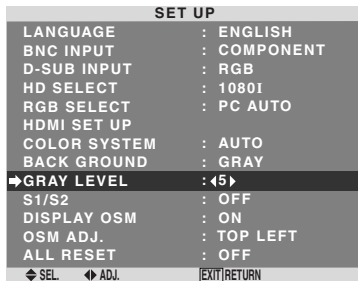 SET UP
LANGUAGE : ENGLISH
BNC INPUT : COMPONENT
D-SUB INPUT : RGB
HD SELECT : 1080I
RGB SELECT : PC AUTO
HDMI SET UP
COLOR SYSTEM : AUTO
BACK GROUND : GRAY
GRAY LEVEL : 5
S1/S2 : OFF
DISPLAY OSM : ON
OSM ADJ. : TOP LEFT
ALL RESET : OFF
SEL. ADJ. EXIT RETURN